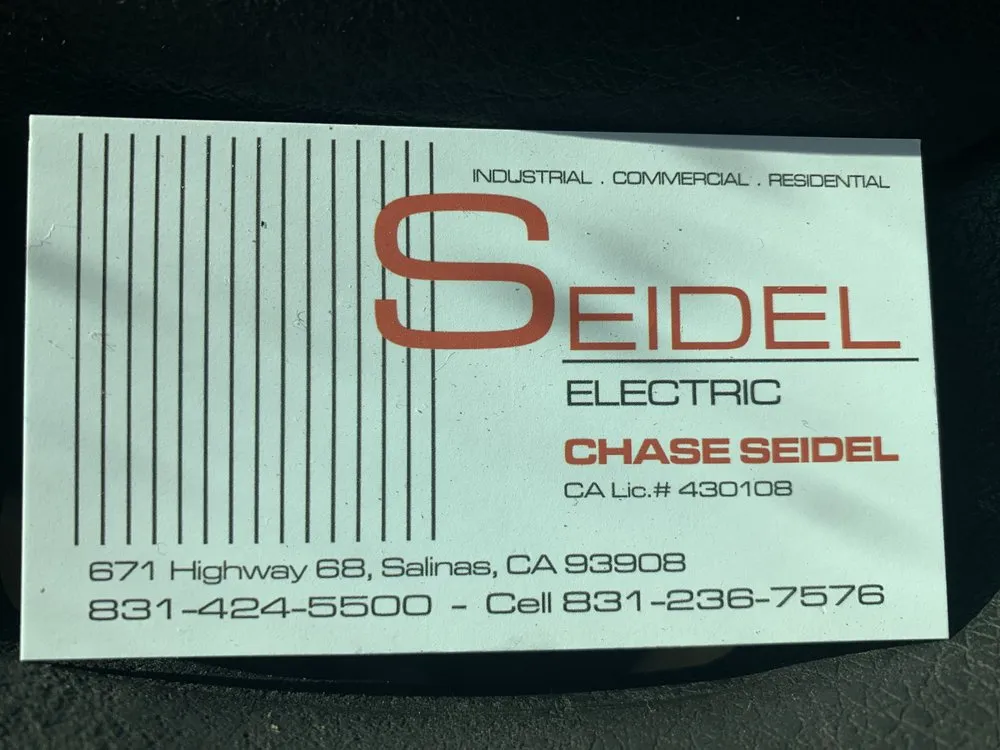 INDUSTRIAL . COMMERCIAL . RESIDENTIAL
SEIDEL
ELECTRIC
CHASE SEIDEL
CA Lic.# 430108
671 Highway 68, Salinas, CA 93908
831-424-5500 - Cell 831-236-7576